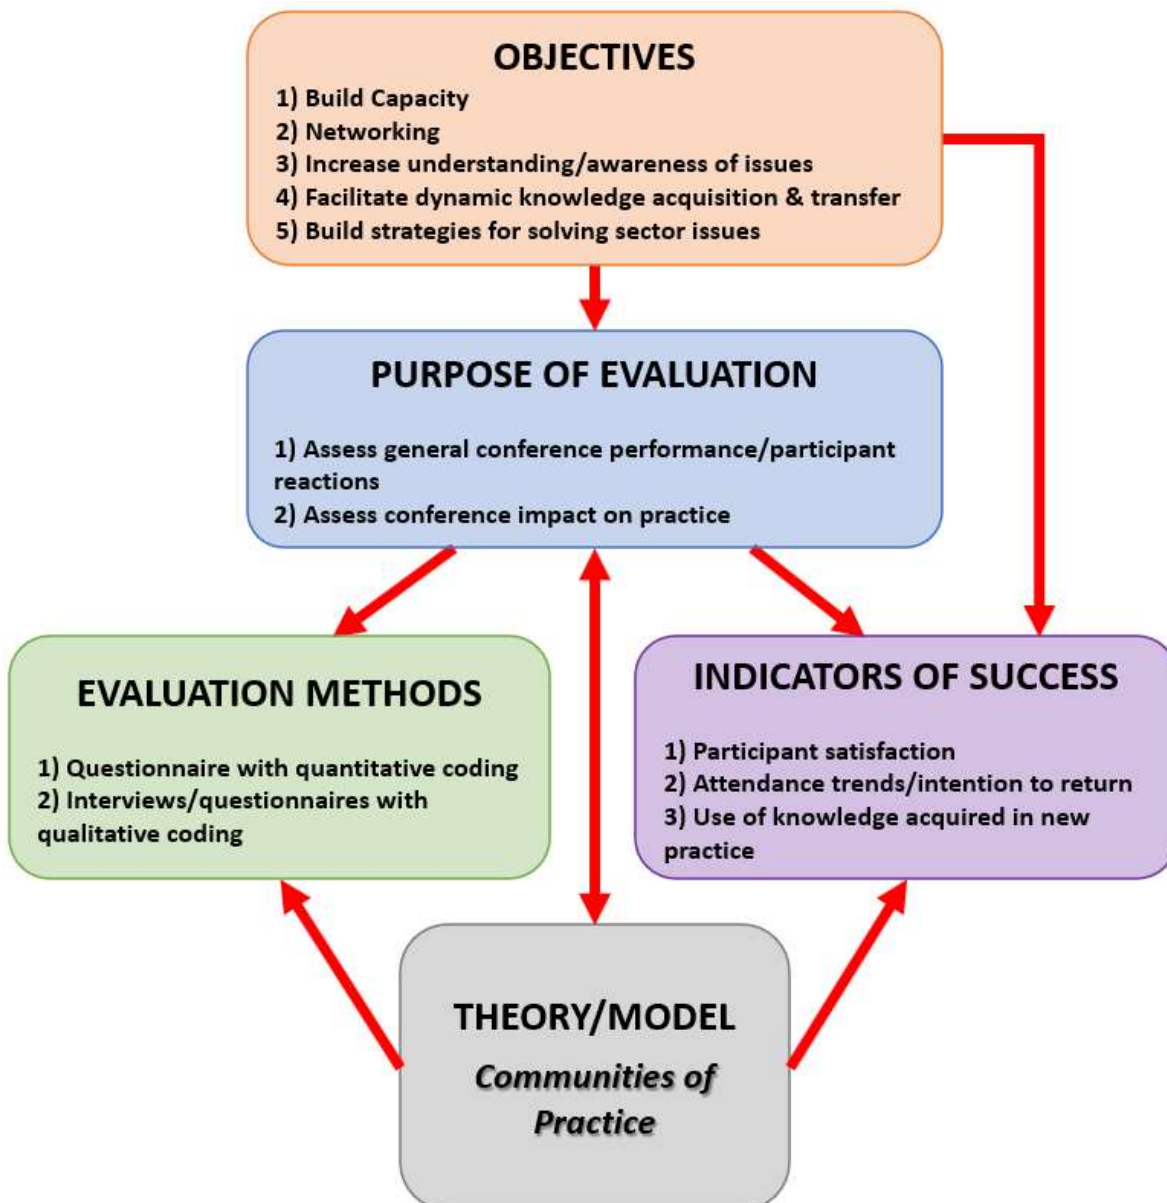 OBJECTIVES
1) Build Capacity
2) Networking
3) Increase understanding/awareness of issues
4) Facilitate dynamic knowledge acquisition & transfer
5) Build strategies for solving sector issues
PURPOSE OF EVALUATION
1) Assess general conference performance/participant
reactions
2) Assess conference impact on practice
EVALUATION METHODS
1) Questionnaire with quantitative coding
2) Interviews/questionnaires with
qualitative coding
INDICATORS OF SUCCESS
1) Participant satisfaction
2) Attendance trends/intention to return
3) Use of knowledge acquired in new
practice
THEORY/MODEL
Communities of
Practice